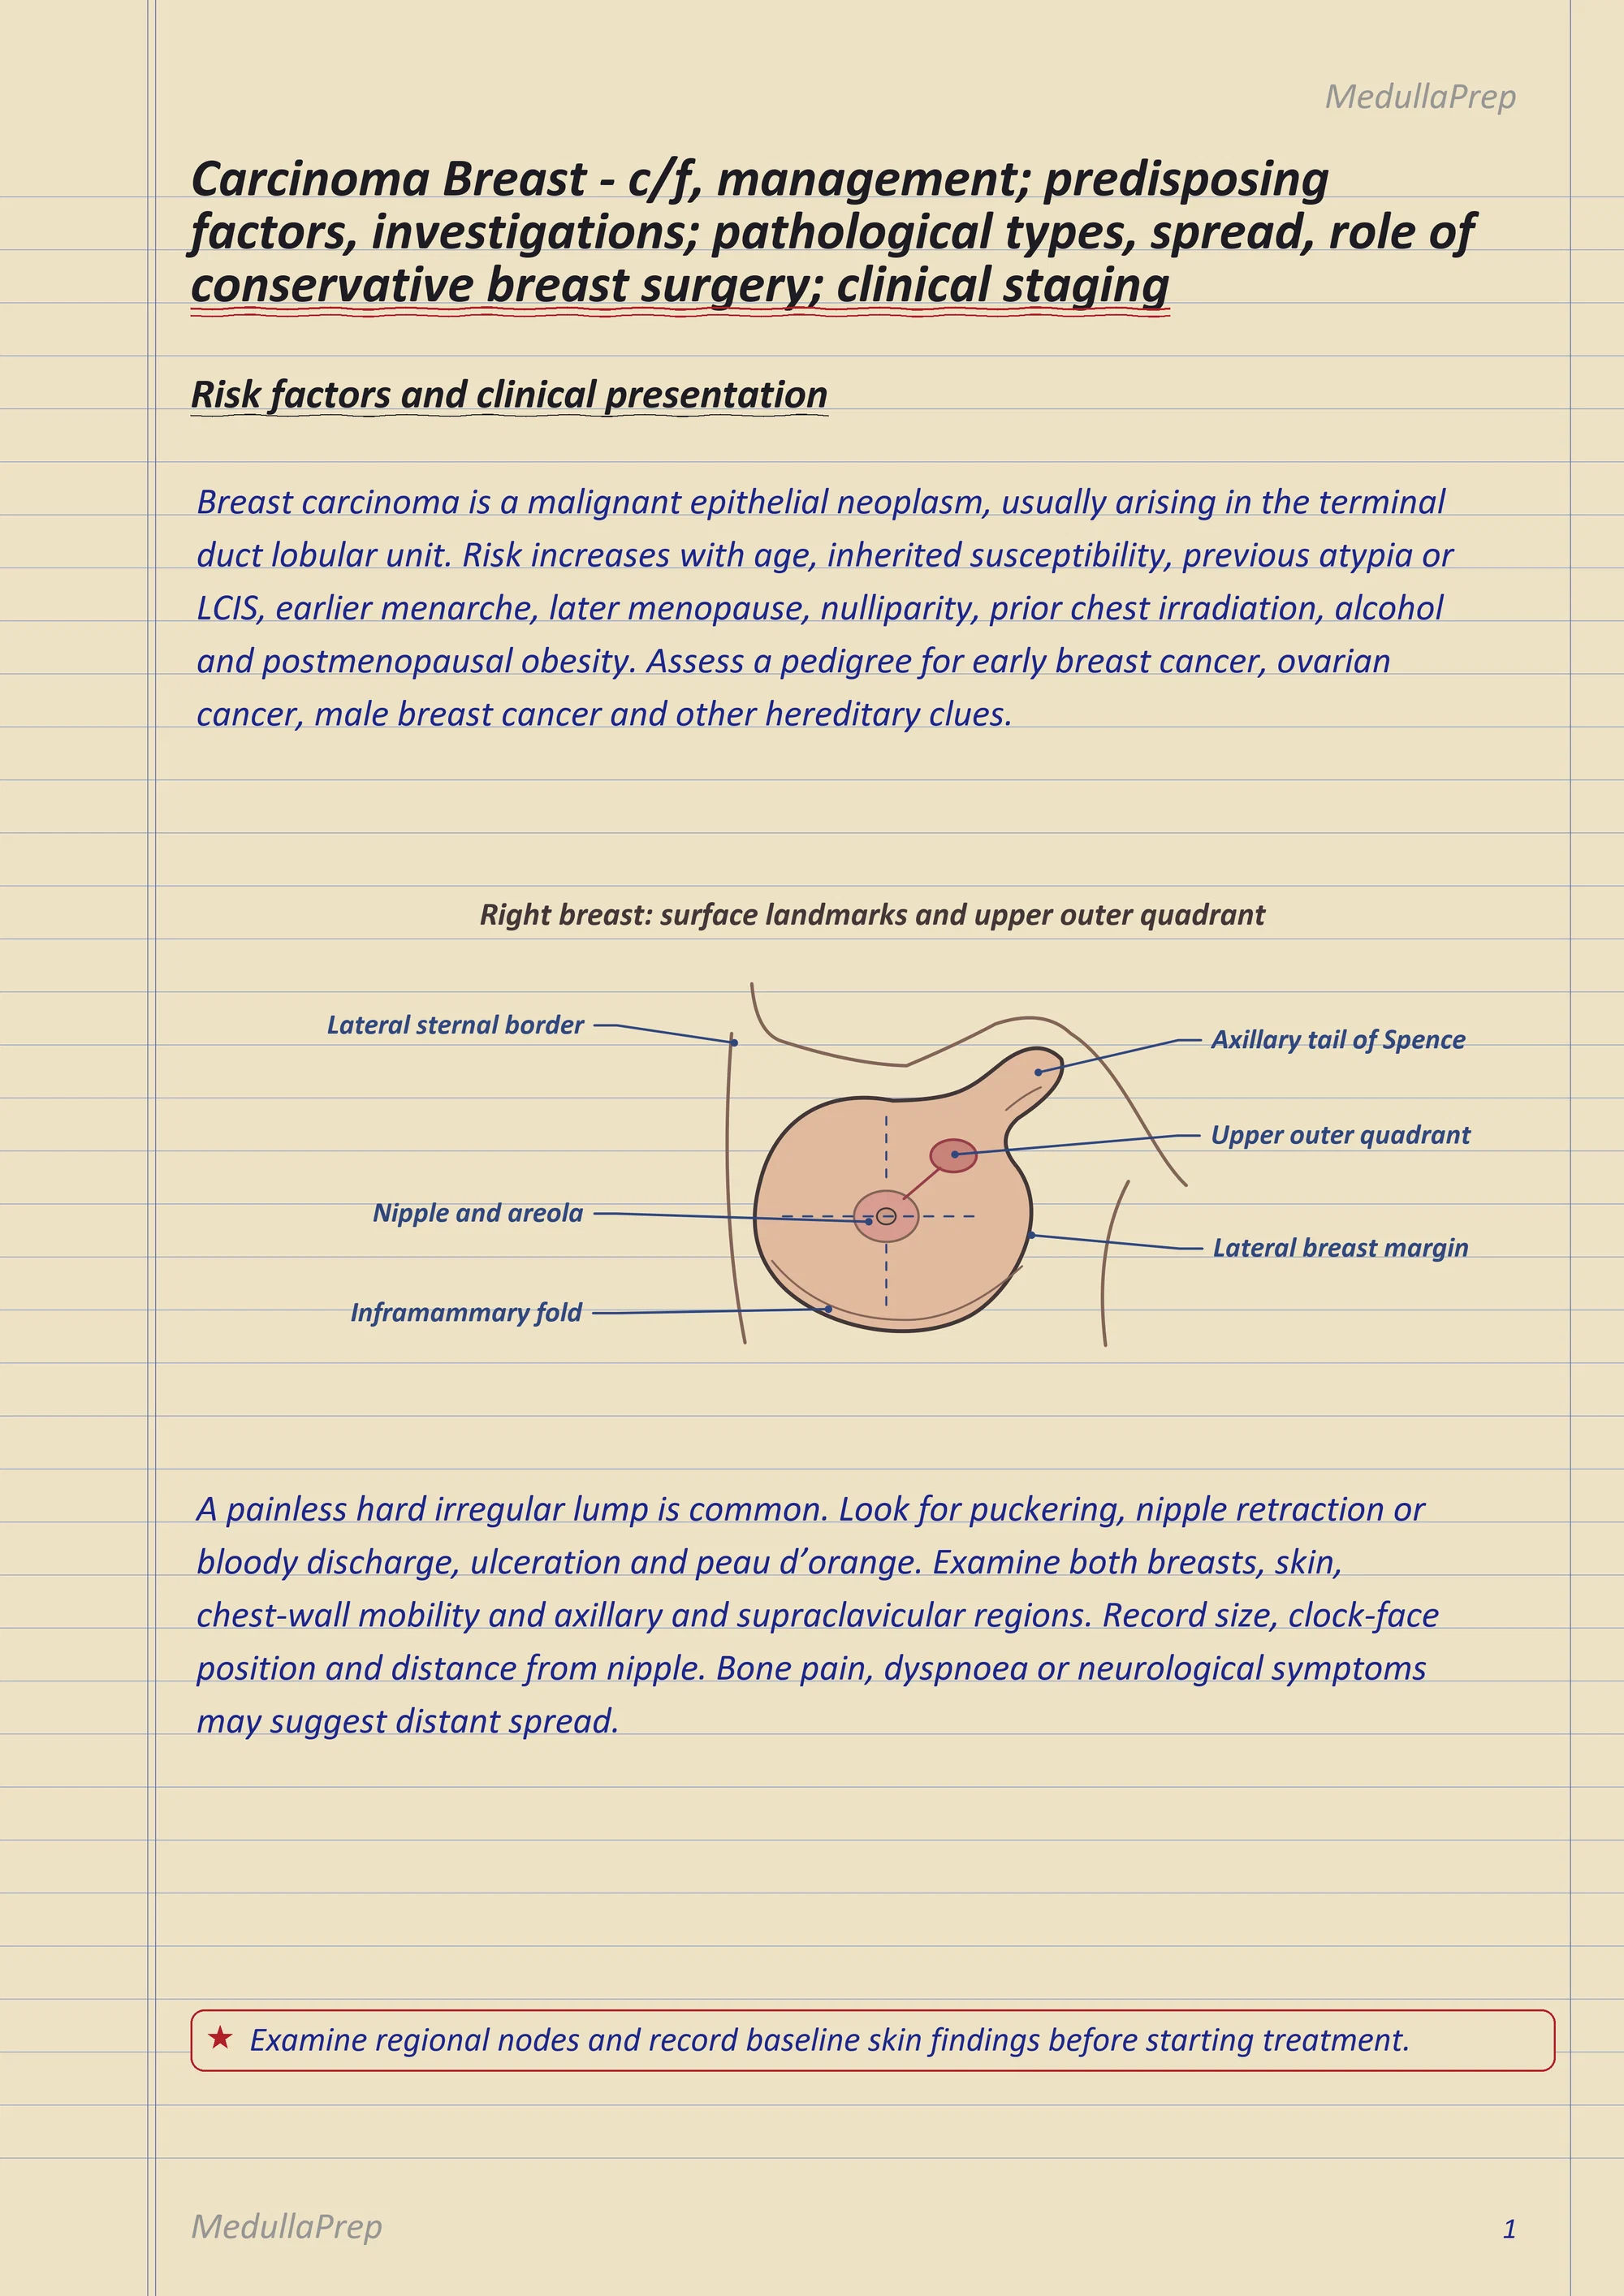 MedullaPrep
Carcinoma Breast - c/f, management; predisposing
factors, investigations; pathological types, spread, role of
conservative breast surgery; clinical staging
Risk factors and clinical presentation
Breast carcinoma is a malignant epithelial neoplasm, usually arising in the terminal
duct lobular unit. Risk increases with age, inherited susceptibility, previous atypia or
LCIS, earlier menarche, later menopause, nulliparity, prior chest irradiation, alcohol
and postmenopausal obesity. Assess a pedigree for early breast cancer, ovarian
cancer, male breast cancer and other hereditary clues.
Right breast: surface landmarks and upper outer quadrant
Lateral sternal border
Axillary tail of Spence
Upper outer quadrant
Nipple and areola
Lateral breast margin
Inframammary fold
A painless hard irregular lump is common. Look for puckering, nipple retraction or
bloody discharge, ulceration and peau d’orange. Examine both breasts, skin,
chest-wall mobility and axillary and supraclavicular regions. Record size, clock-face
position and distance from nipple. Bone pain, dyspnoea or neurological symptoms
may suggest distant spread.
★ Examine regional nodes and record baseline skin findings before starting treatment.
MedullaPrep
1